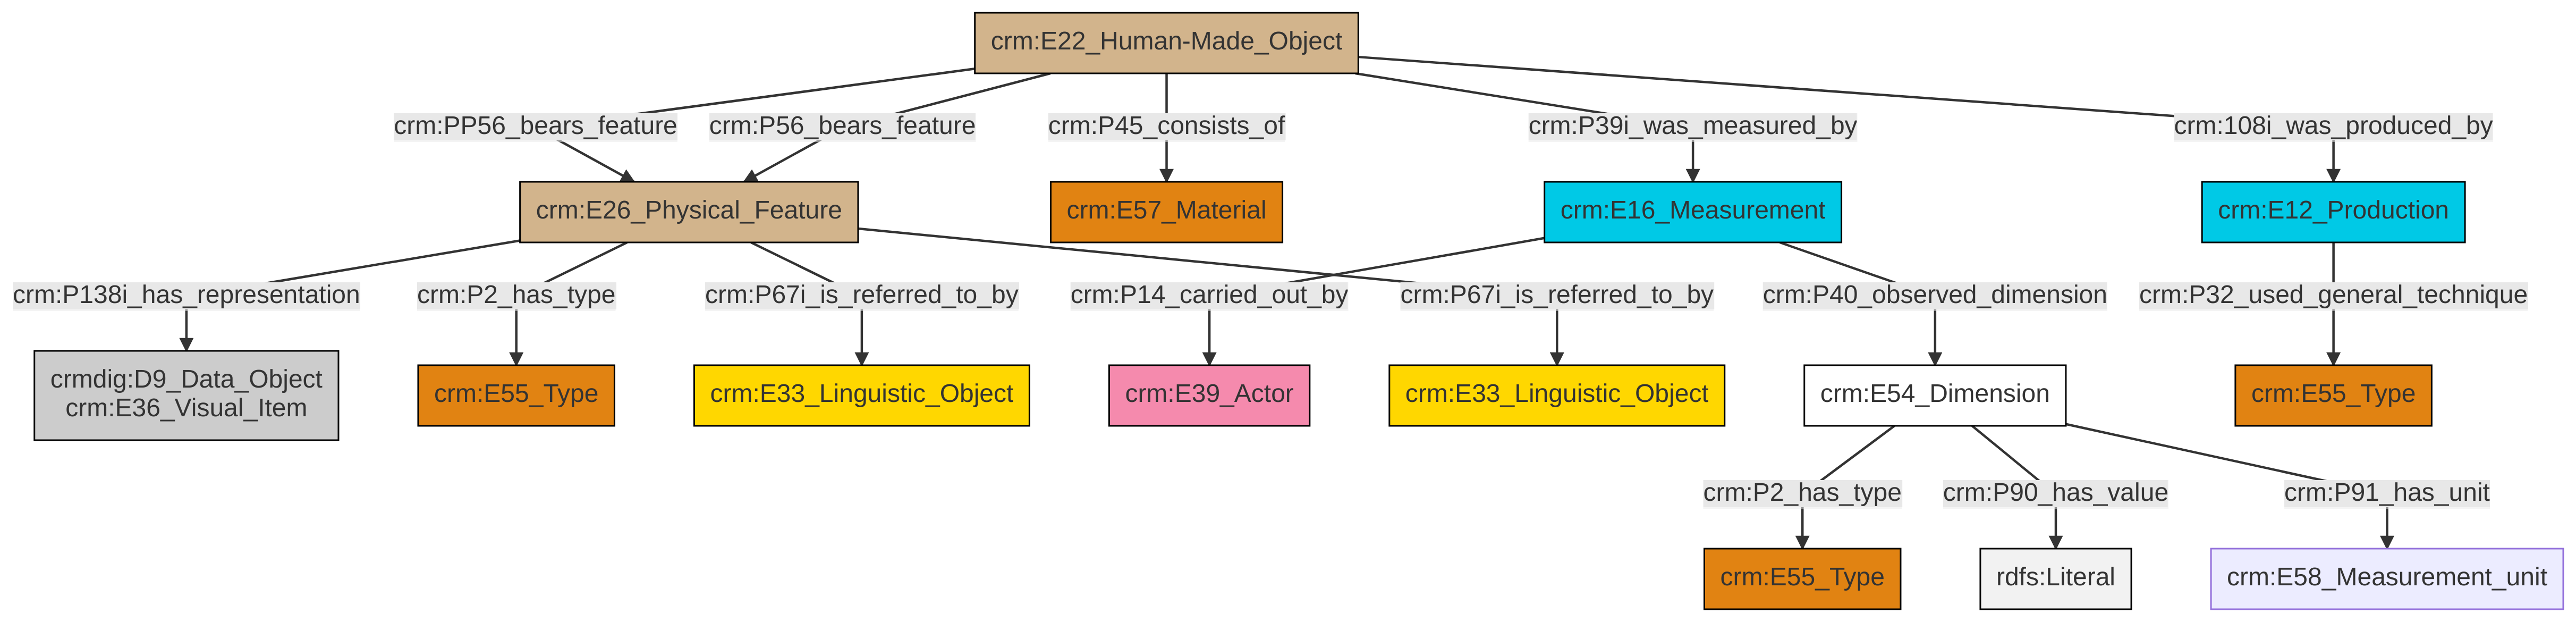 crm:E22_Human-Made_Object
crm:PP56_bears_feature
crm:P56_bears_feature
crm:P45_consists_of
crm:P39i_was_measured_by
crm:108i_was_produced_by
crm:E26_Physical_Feature
crm:E57_Material
crm:E16_Measurement
crm:E12_Production
crm:P138i_has_representation
crm:P2_has_type
crm:P67i_is_referred_to_by
crm:P14_carried_out_by
crm:P67i_is_referred_to_by
crm:P40_observed_dimension
crm:P32_used_general_technique
crmdig:D9_Data_Object
crm:E36_Visual_Item
crm:E55_Type
crm:E33_Linguistic_Object
crm:E39_Actor
crm:E33_Linguistic_Object
crm:E54_Dimension
crm:E55_Type
crm:P2_has_type
crm:P90_has_value
crm:P91_has_unit
crm:E55_Type
rdfs:Literal
crm:E58_Measurement_unit